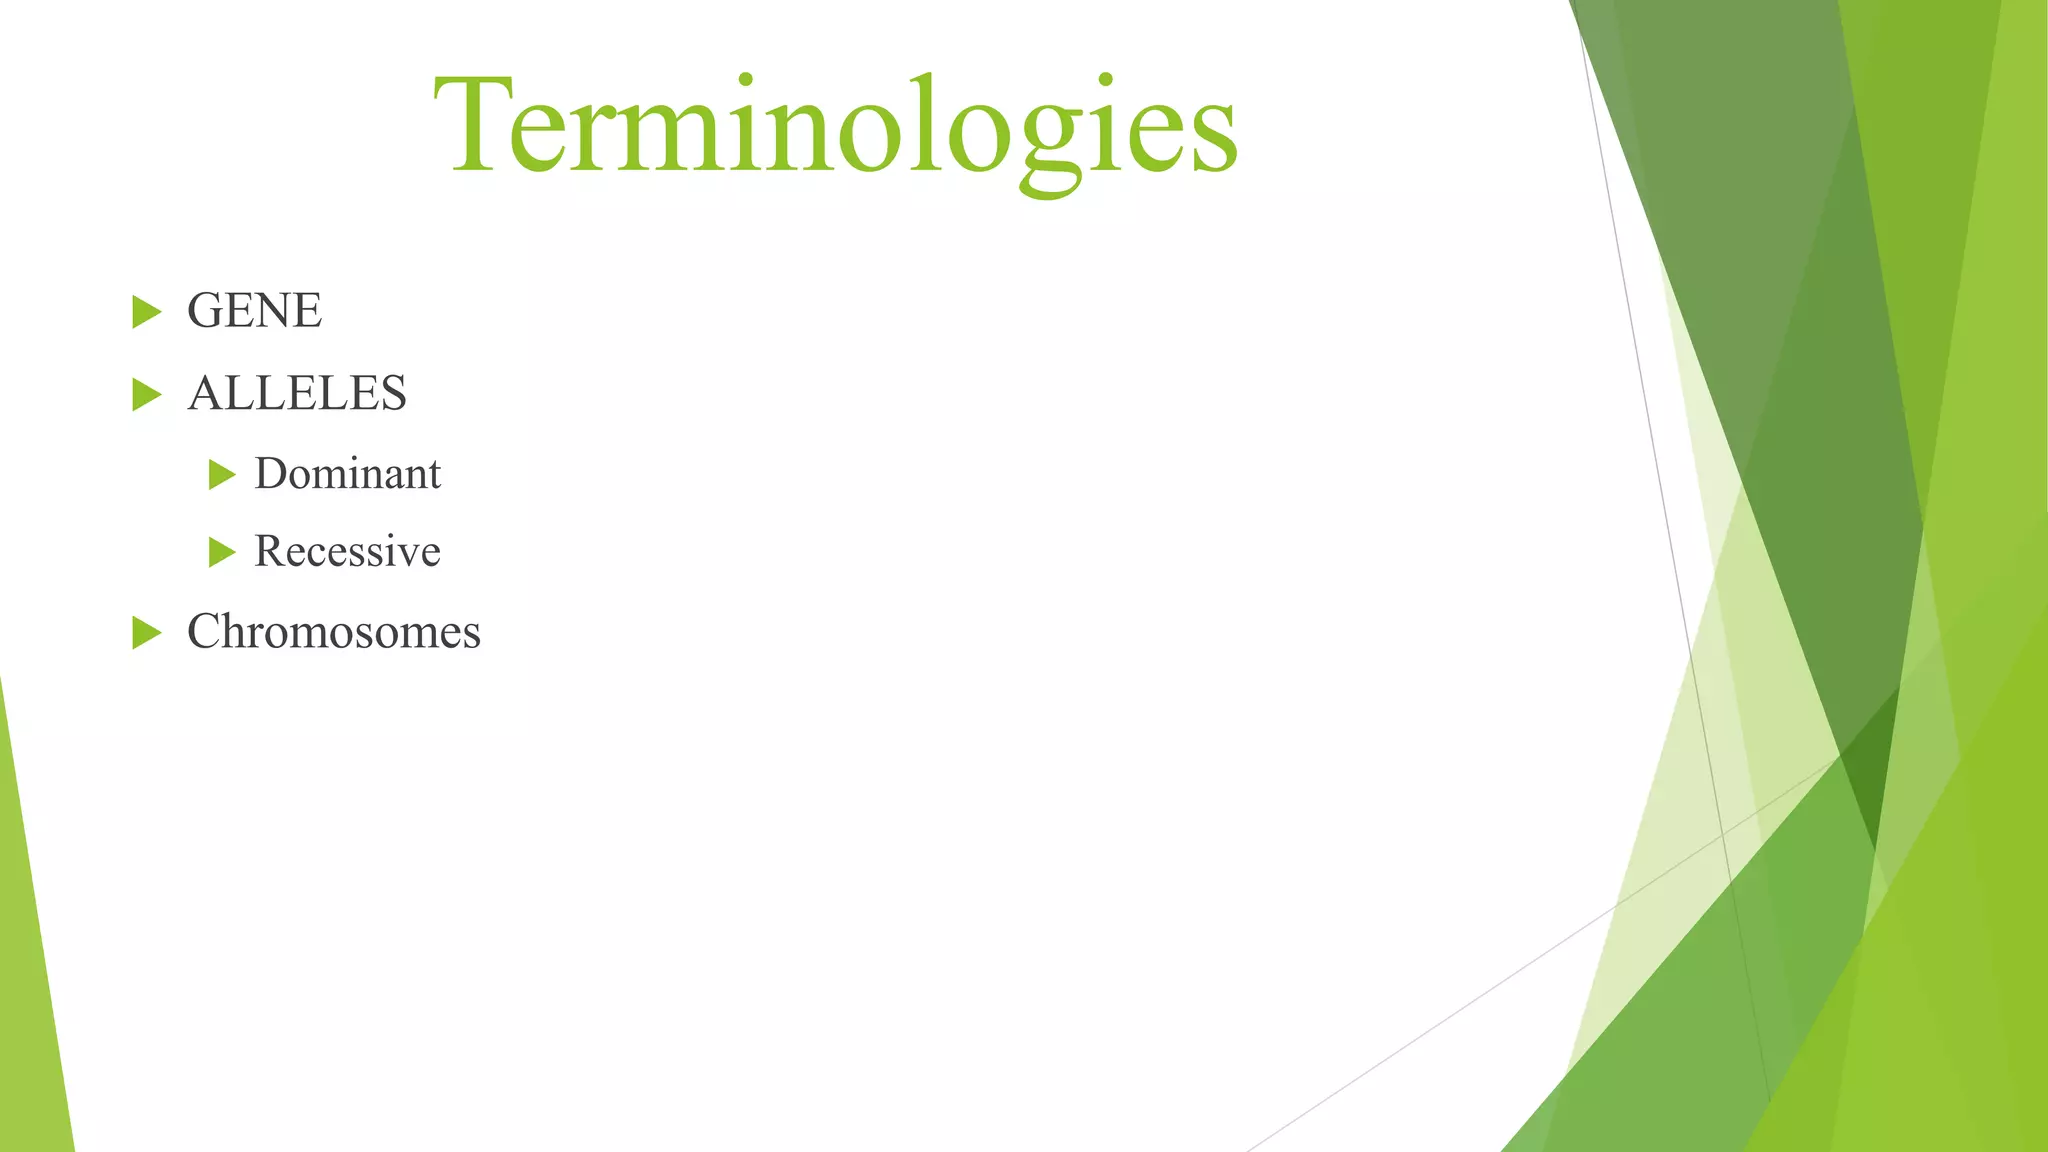 Terminologies
GENE
ALLELES
Dominant
Recessive
Chromosomes